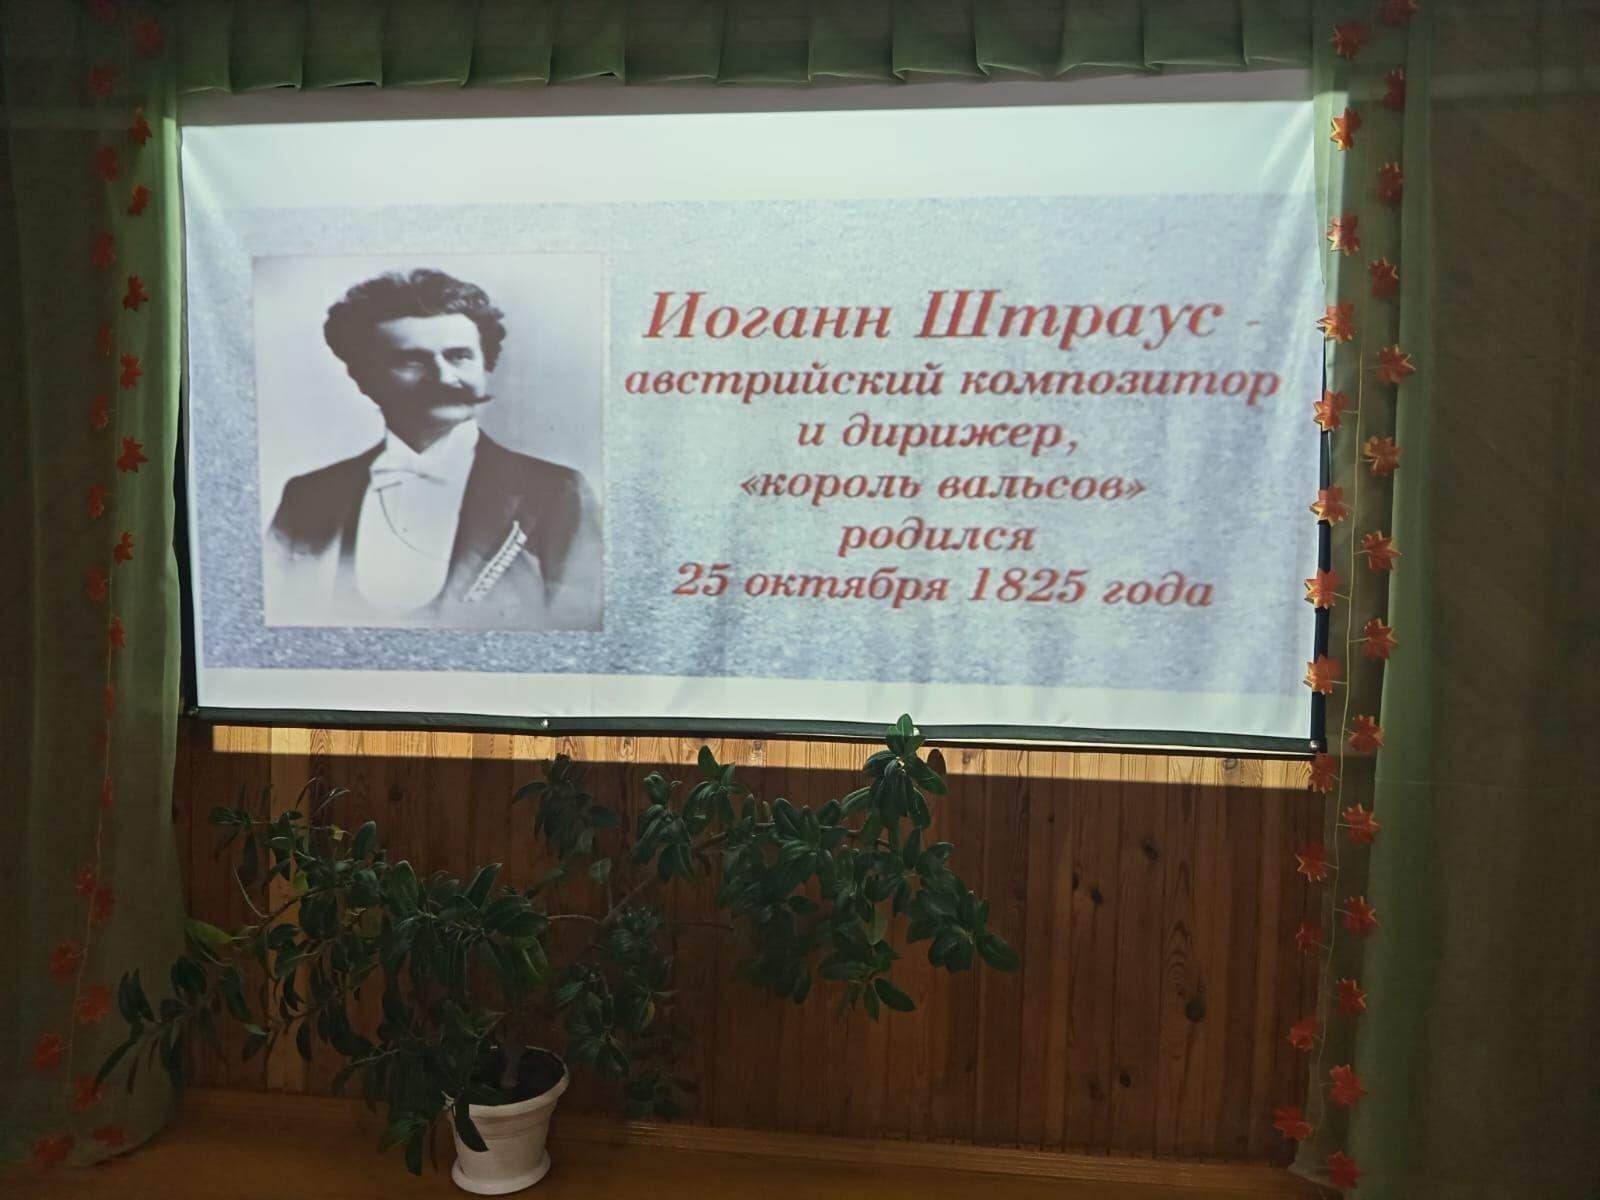 Иоганн Штраус -
австрийский композитор
и дирижер,
«король вальсов»
родился
25 октября 1825 года